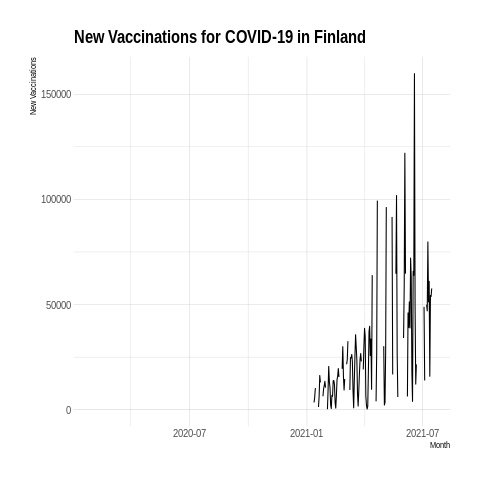 New Vaccinations for COVID-19 in Finland
New Vaccinations
150000
100000
50000
0
2020-07 2021-01 2021-07
Month